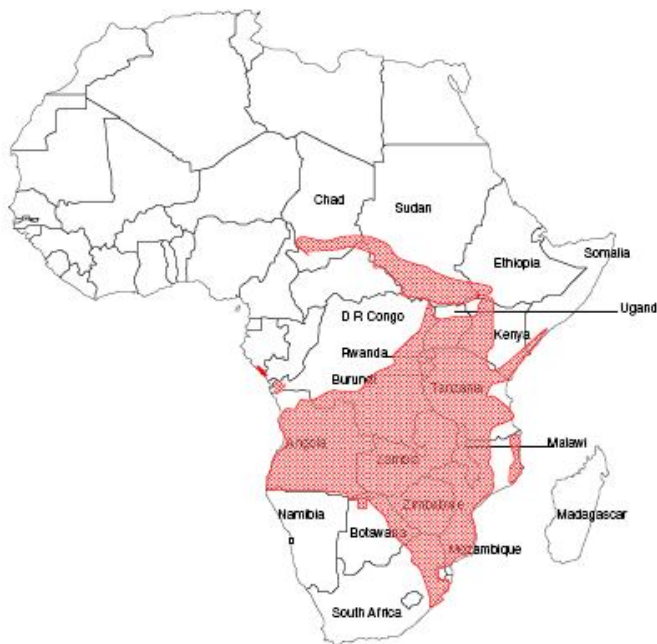 Chad
Sudan
Ethiopia
Somalia
D R Congo
Ugand
Kenya
Rwanda
Burundi
Tanzania
Angola
Malawi
Zambia
Zimbabwe
Namibia
Madagascar
Botswana
Mozambique
South Africa